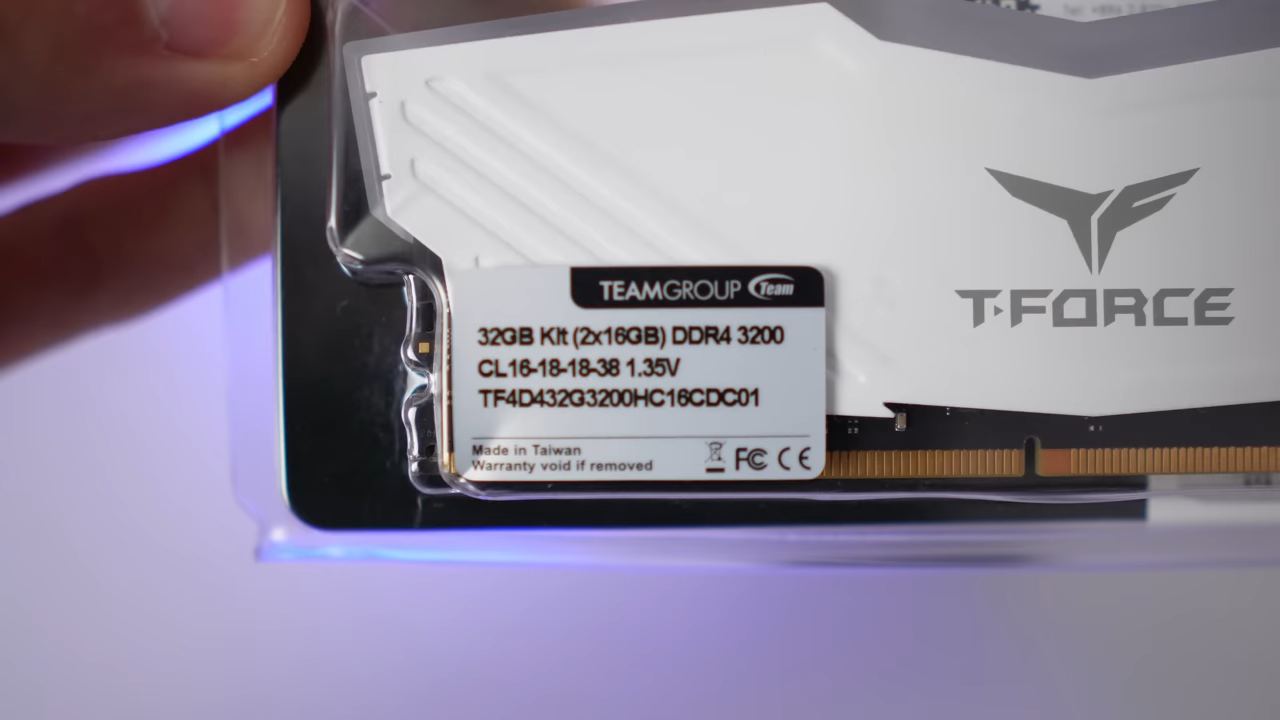 TEAMGROUP Team
32GB Kit (2x16GB) DDR4 3200
CL16-18-18-38 1.35V
TF4D432G3200HC16CDC01
Made in Taiwan
Warranty void if removed
FC CE
T-FORCE